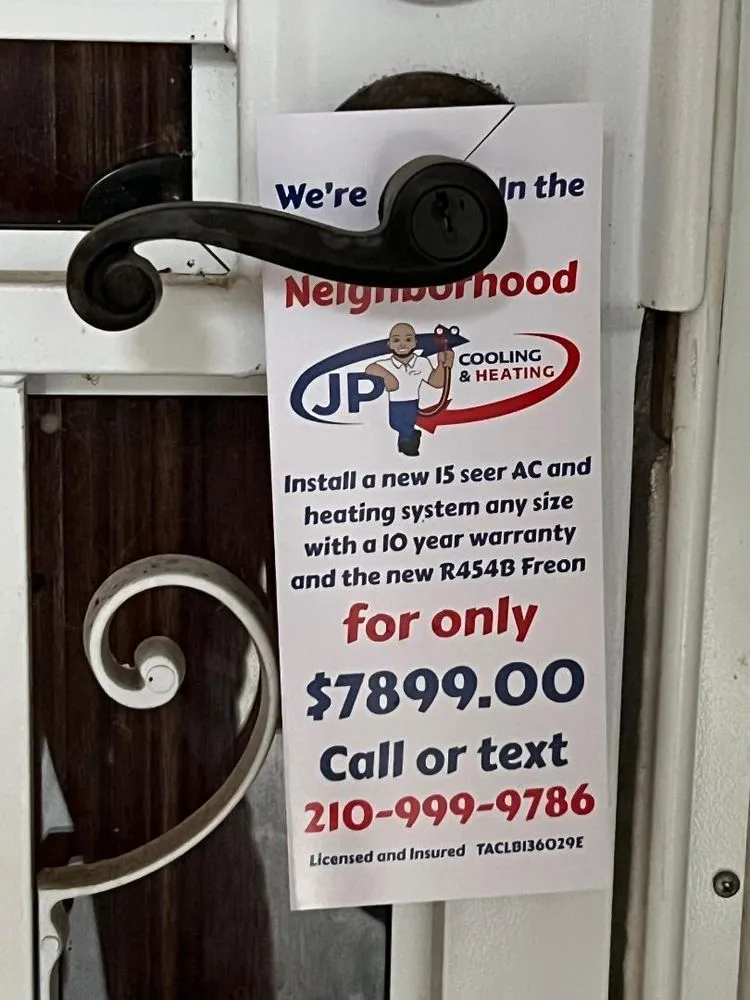 We're In the
Neighborhood
JP COOLING
& HEATING
Install a new 15 seer AC and
heating system any size
with a 10 year warranty
and the new R454B Freon
for only
$7899.00
Call or text
210-999-9786
Licensed and Insured TACLB136029E